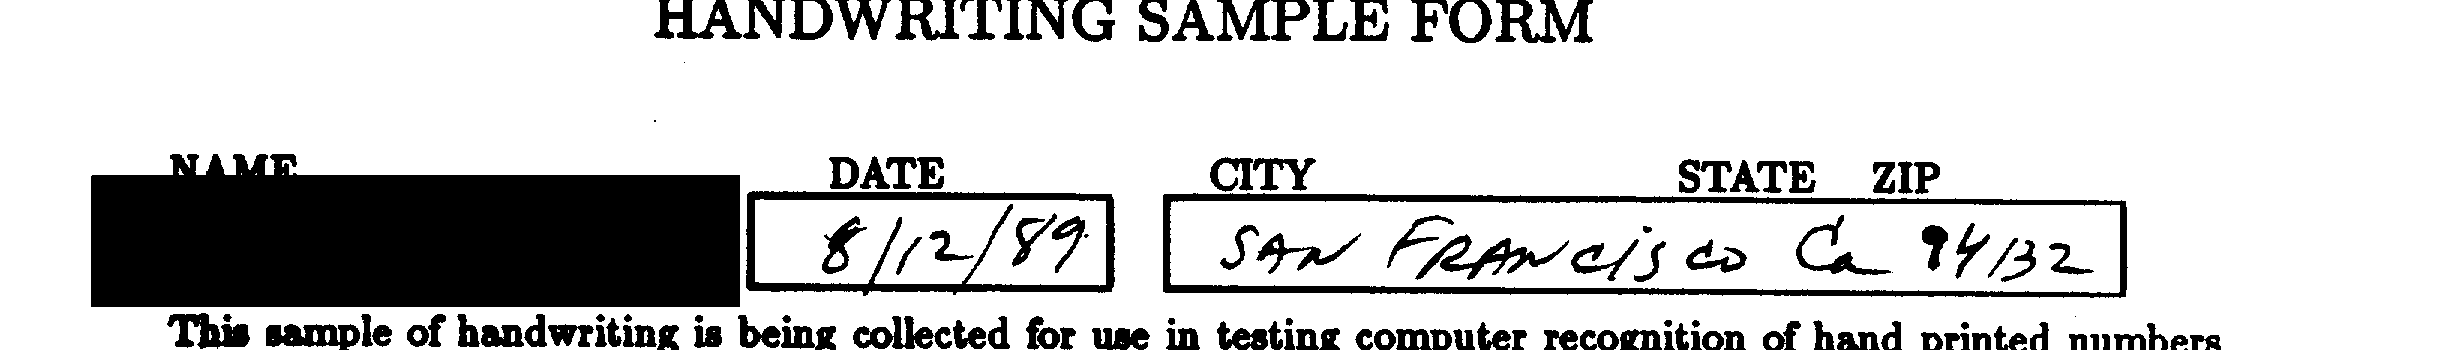 HANDWRITING SAMPLE FORM
NAME DATE CITY STATE ZIP
8/12/89 SAN FRANCISCO Ca 94132
This sample of handwriting is being collected for use in testing computer recognition of hand printed numbers